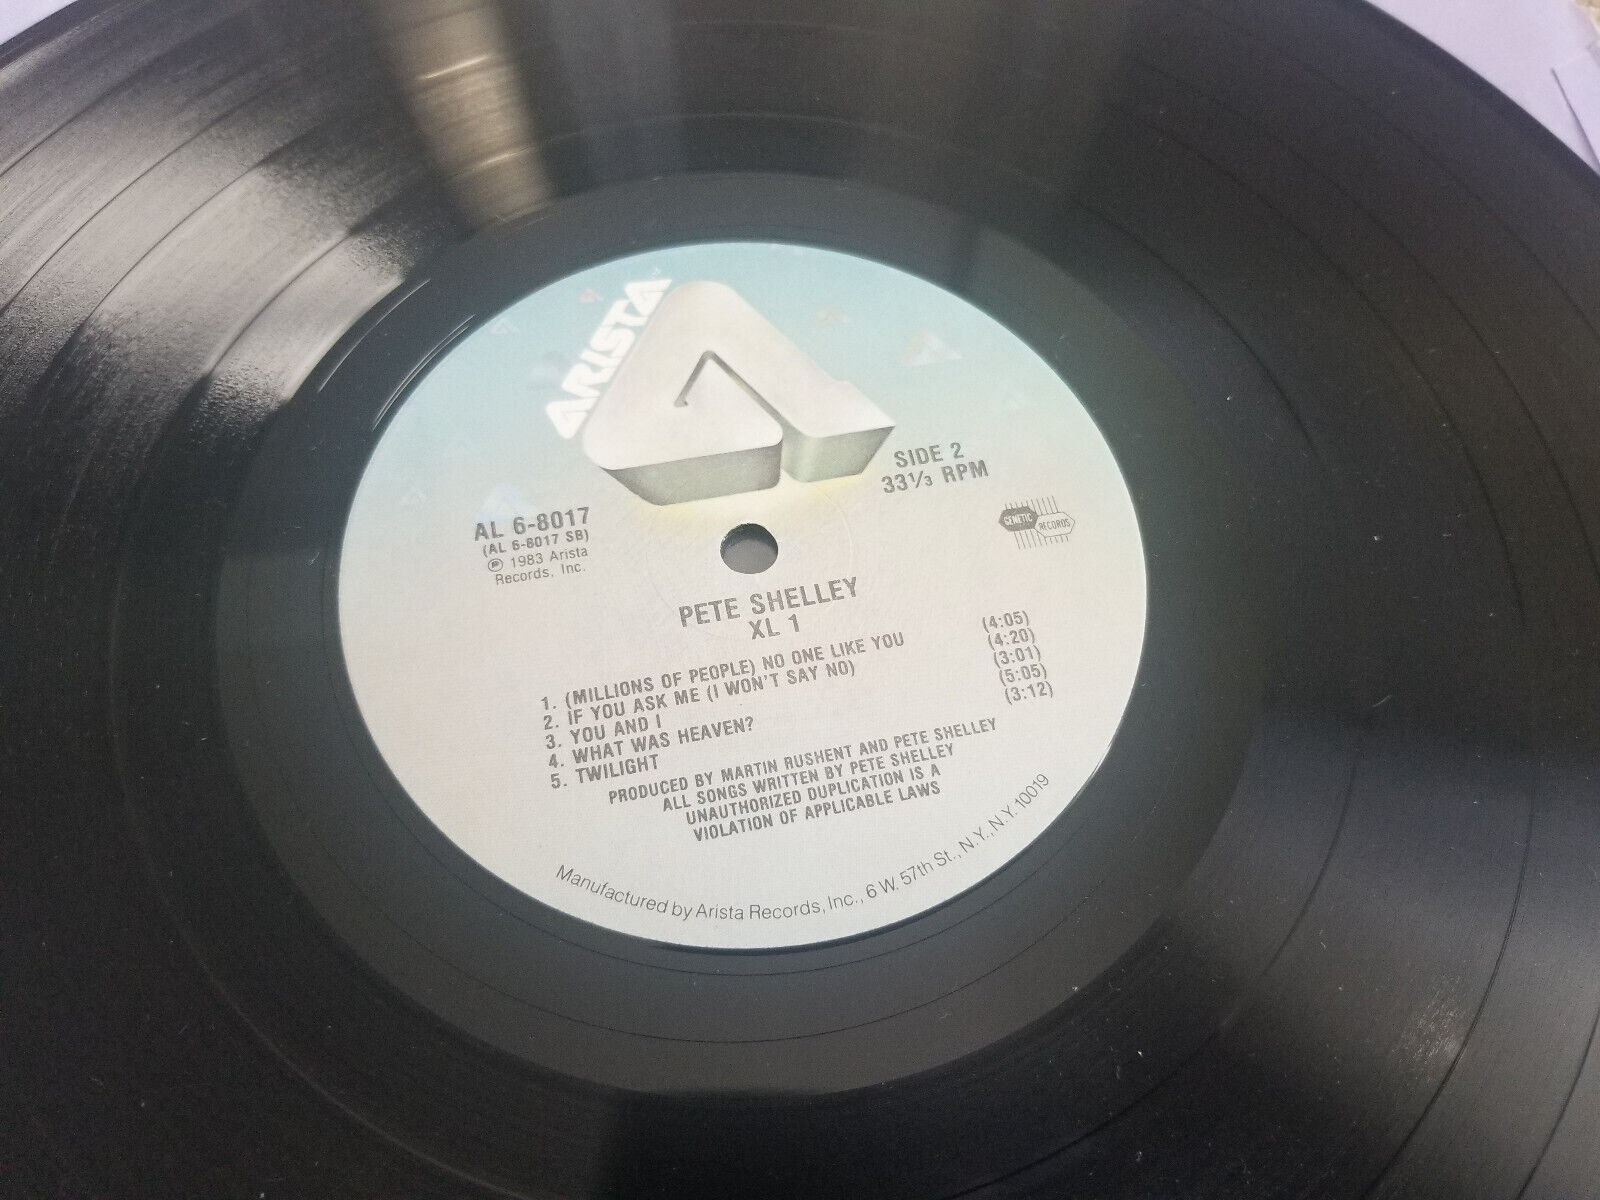 ARISTA
SIDE 2
33⅓ RPM
AL 6-8017
(AL 6-8017 SB)
℗ 1983 Arista
Records, Inc.
GENETIC RECORDS
PETE SHELLEY
XL 1
1. (MILLIONS OF PEOPLE) NO ONE LIKE YOU (4:05)
2. IF YOU ASK ME (I WON'T SAY NO) (4:20)
3. YOU AND I (3:01)
4. WHAT WAS HEAVEN? (5:05)
5. TWILIGHT (3:12)
PRODUCED BY MARTIN RUSHENT AND PETE SHELLEY
ALL SONGS WRITTEN BY PETE SHELLEY
UNAUTHORIZED DUPLICATION IS A
VIOLATION OF APPLICABLE LAWS
Manufactured by Arista Records, Inc., 6 W. 57th St., N.Y., N.Y. 10019